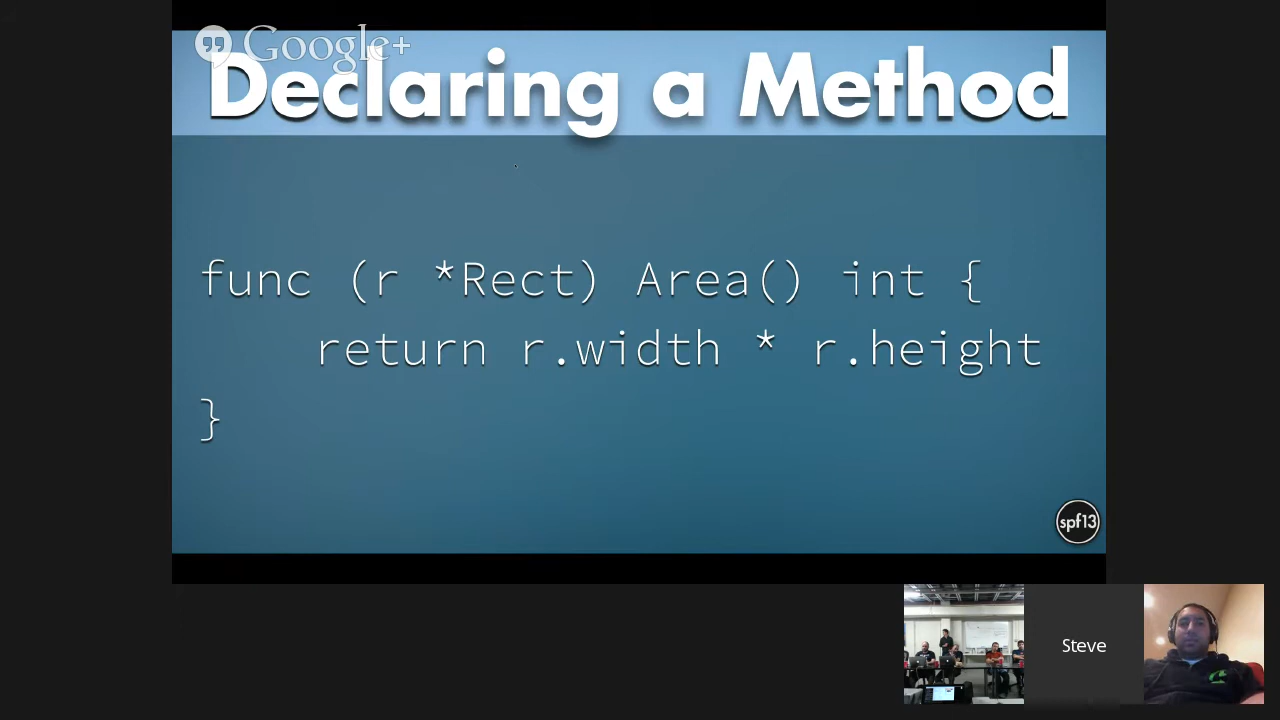 Google+
Declaring a Method
func (r *Rect) Area() int {
    return r.width * r.height
}
spf13
Steve